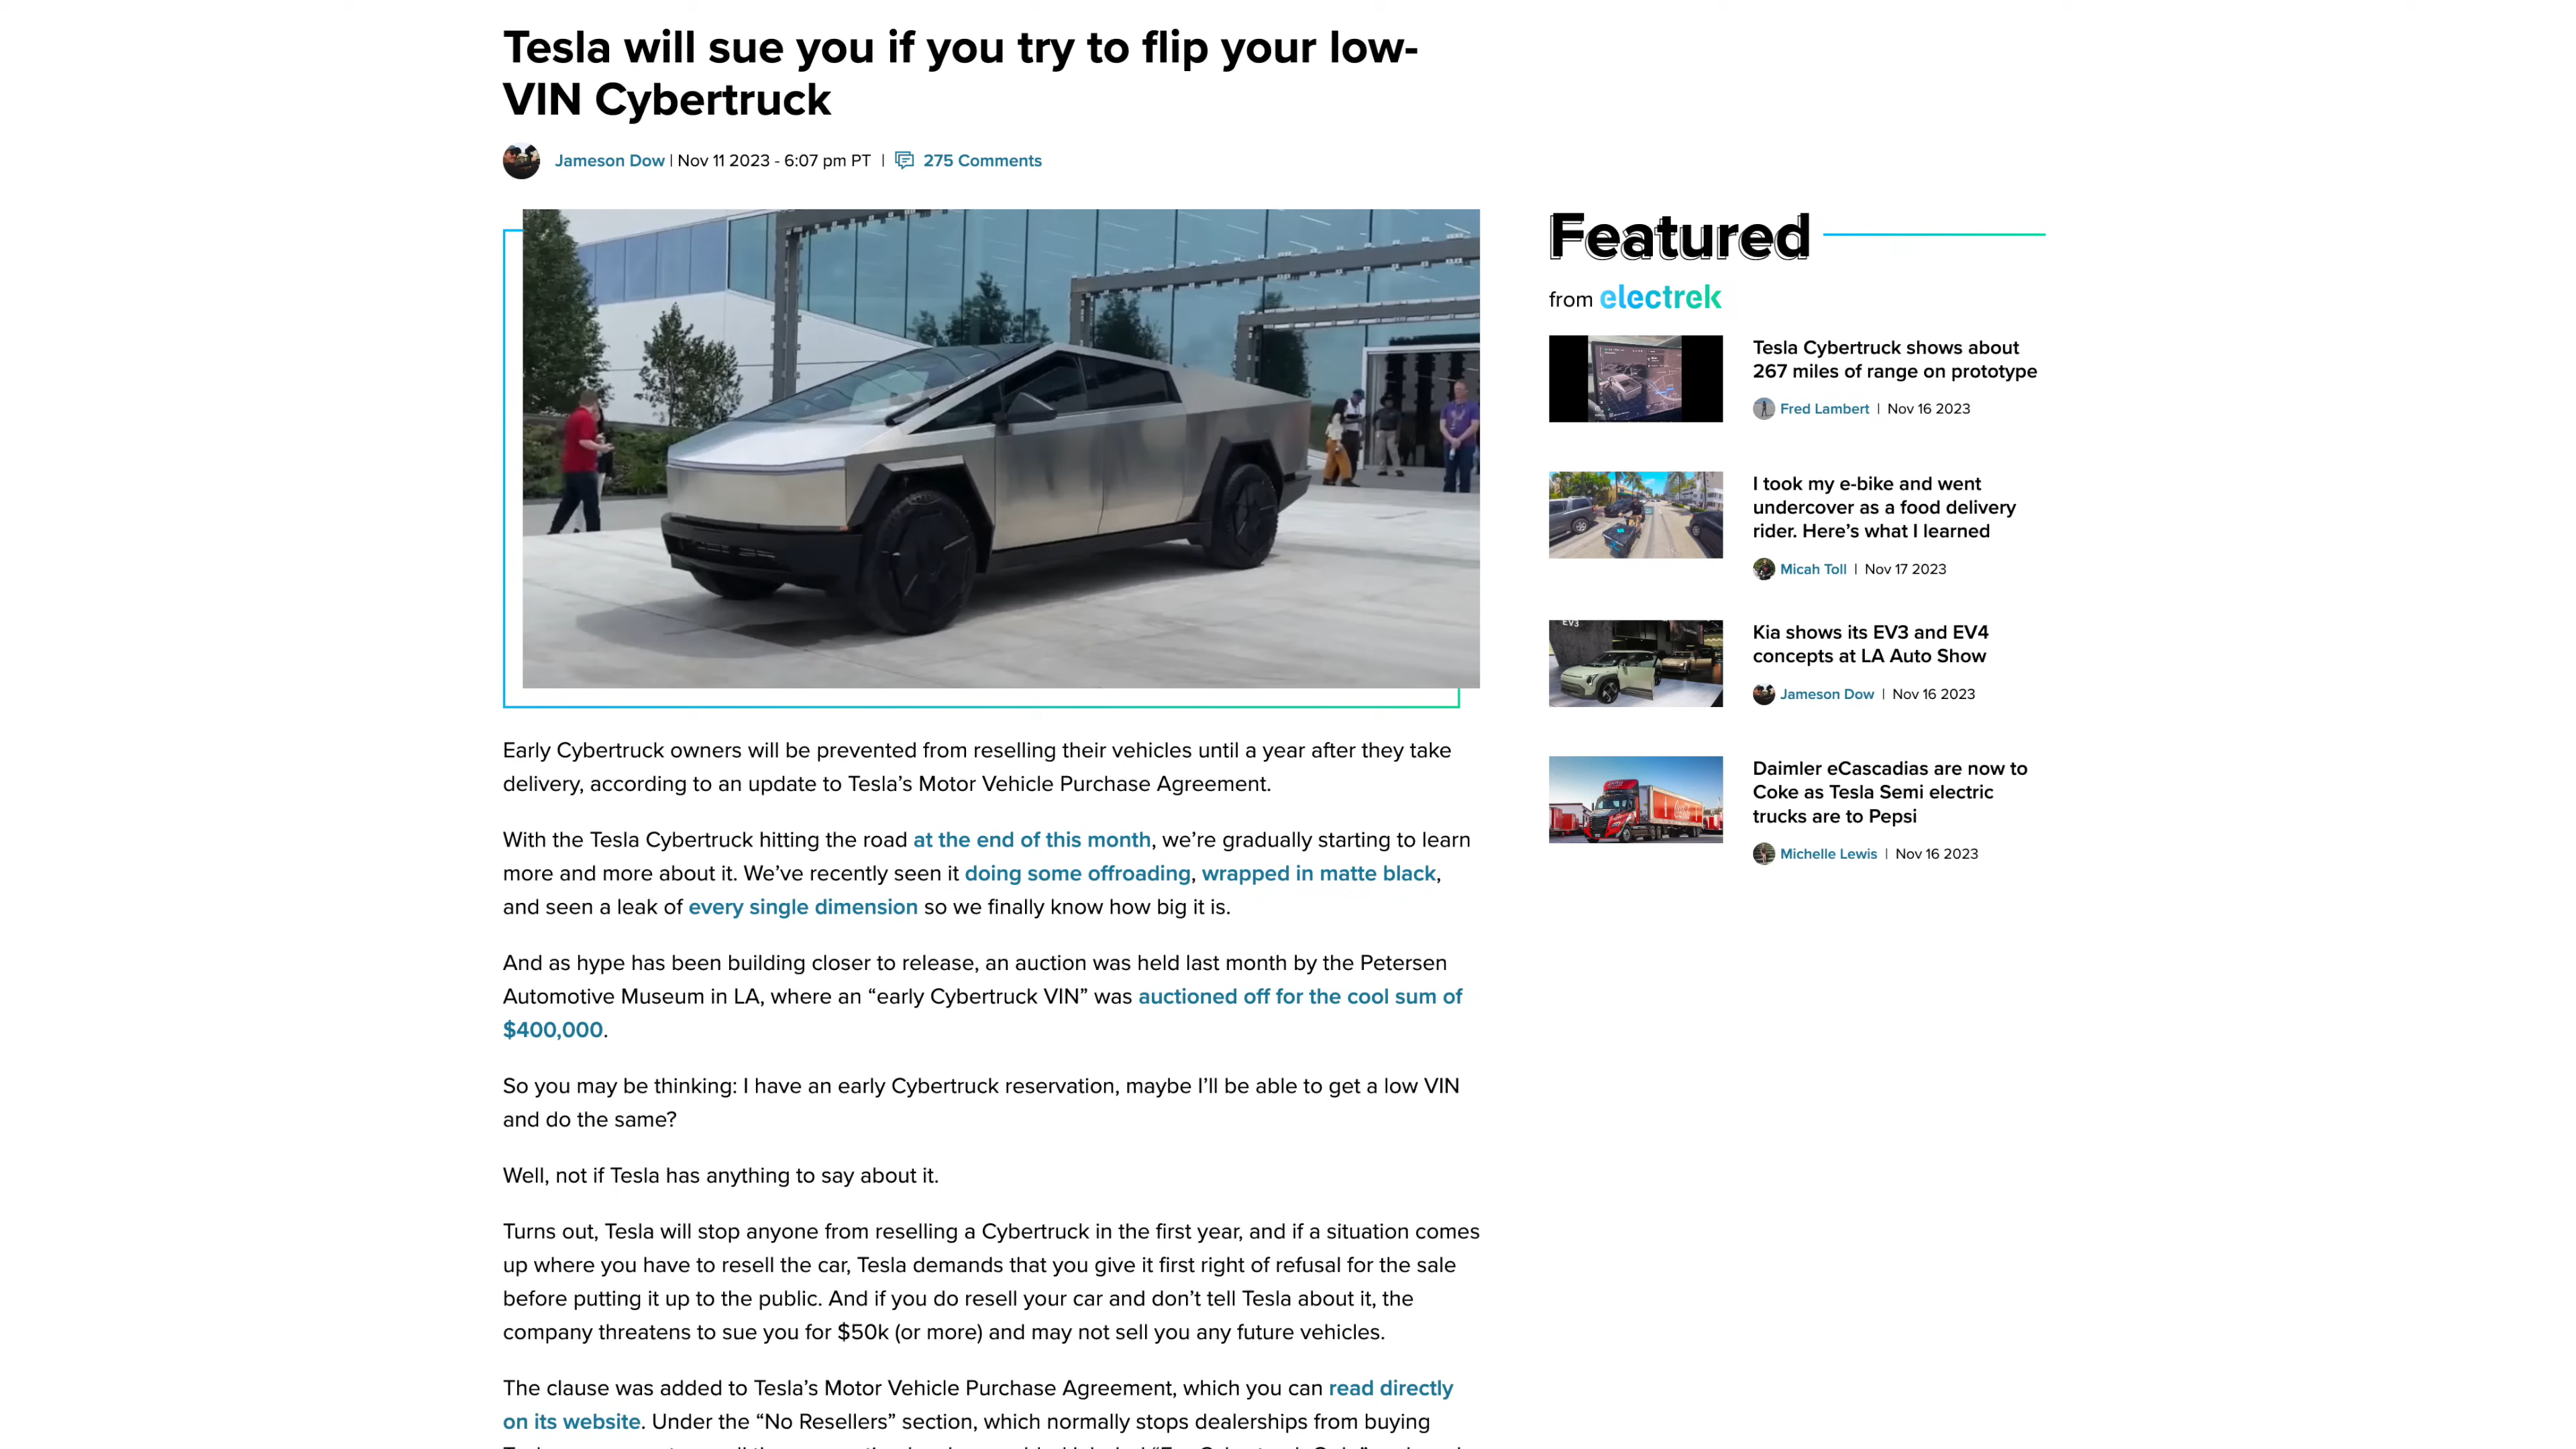 Tesla will sue you if you try to flip your low-
VIN Cybertruck
Jameson Dow | Nov 11 2023 - 6:07 pm PT | 275 Comments
Featured
from electrek
Tesla Cybertruck shows about
267 miles of range on prototype
Fred Lambert | Nov 16 2023
I took my e-bike and went
undercover as a food delivery
rider. Here’s what I learned
Micah Toll | Nov 17 2023
EV3
Kia shows its EV3 and EV4
concepts at LA Auto Show
Jameson Dow | Nov 16 2023
Daimler eCascadias are now to
Coke as Tesla Semi electric
trucks are to Pepsi
Michelle Lewis | Nov 16 2023
Early Cybertruck owners will be prevented from reselling their vehicles until a year after they take
delivery, according to an update to Tesla’s Motor Vehicle Purchase Agreement.
With the Tesla Cybertruck hitting the road at the end of this month, we’re gradually starting to learn
more and more about it. We’ve recently seen it doing some offroading, wrapped in matte black,
and seen a leak of every single dimension so we finally know how big it is.
And as hype has been building closer to release, an auction was held last month by the Petersen
Automotive Museum in LA, where an “early Cybertruck VIN” was auctioned off for the cool sum of
$400,000.
So you may be thinking: I have an early Cybertruck reservation, maybe I’ll be able to get a low VIN
and do the same?
Well, not if Tesla has anything to say about it.
Turns out, Tesla will stop anyone from reselling a Cybertruck in the first year, and if a situation comes
up where you have to resell the car, Tesla demands that you give it first right of refusal for the sale
before putting it up to the public. And if you do resell your car and don’t tell Tesla about it, the
company threatens to sue you for $50k (or more) and may not sell you any future vehicles.
The clause was added to Tesla’s Motor Vehicle Purchase Agreement, which you can read directly
on its website. Under the “No Resellers” section, which normally stops dealerships from buying